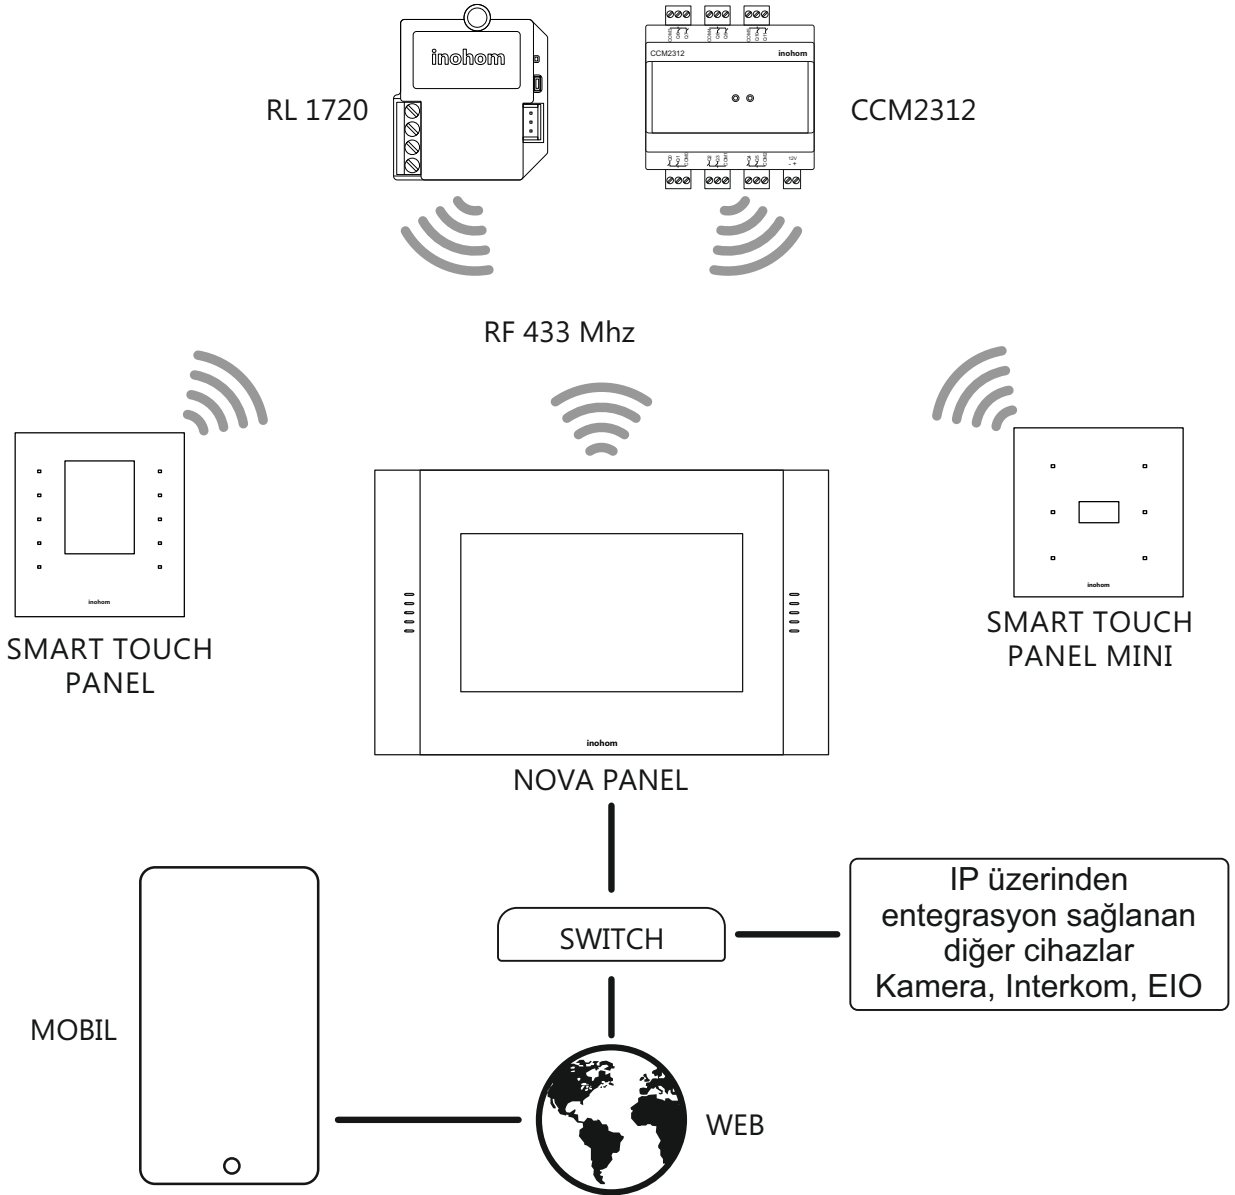 inohom
RL 1720
CCM2312
inohom
CCM2312
12V
- +
RF 433 Mhz
inohom
SMART TOUCH
PANEL
inohom
SMART TOUCH
PANEL MINI
inohom
NOVA PANEL
SWITCH
IP üzerinden
entegrasyon sağlanan
diğer cihazlar
Kamera, Interkom, EIO
MOBIL
WEB